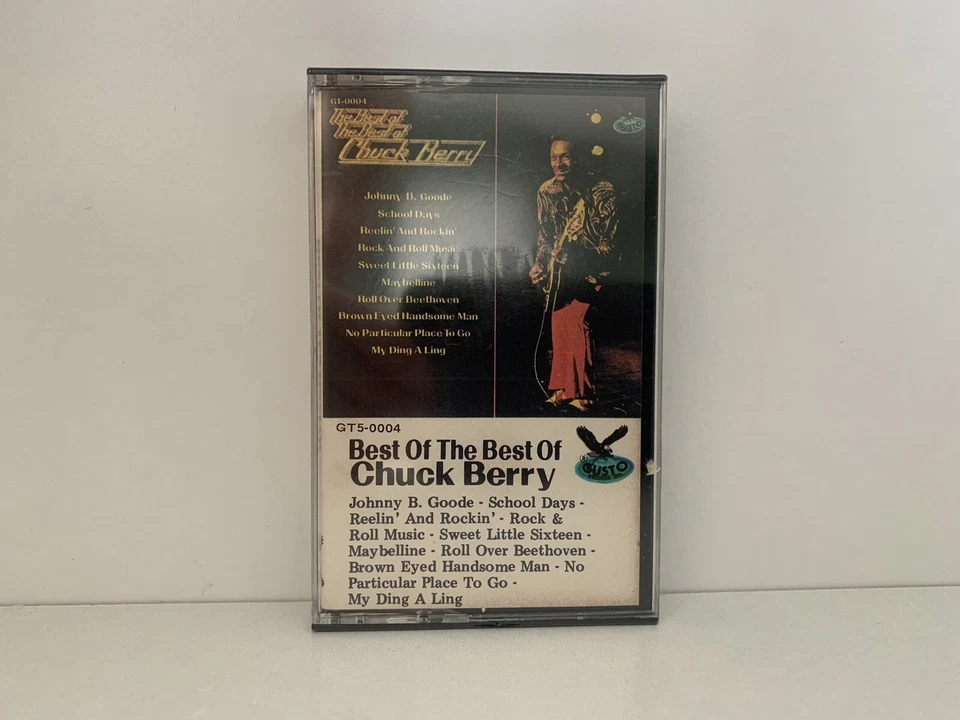 GT-0004
The Best of
The Best of
Chuck Berry
GUSTO
Johnny B. Goode
School Days
Reelin' And Rockin'
Rock And Roll Music
Sweet Little Sixteen
Maybelline
Roll Over Beethoven
Brown Eyed Handsome Man
No Particular Place To Go
My Ding A Ling
GT5-0004
Best Of The Best Of
Chuck Berry
GUSTO
Johnny B. Goode - School Days -
Reelin' And Rockin' - Rock &
Roll Music - Sweet Little Sixteen -
Maybelline - Roll Over Beethoven -
Brown Eyed Handsome Man - No
Particular Place To Go -
My Ding A Ling